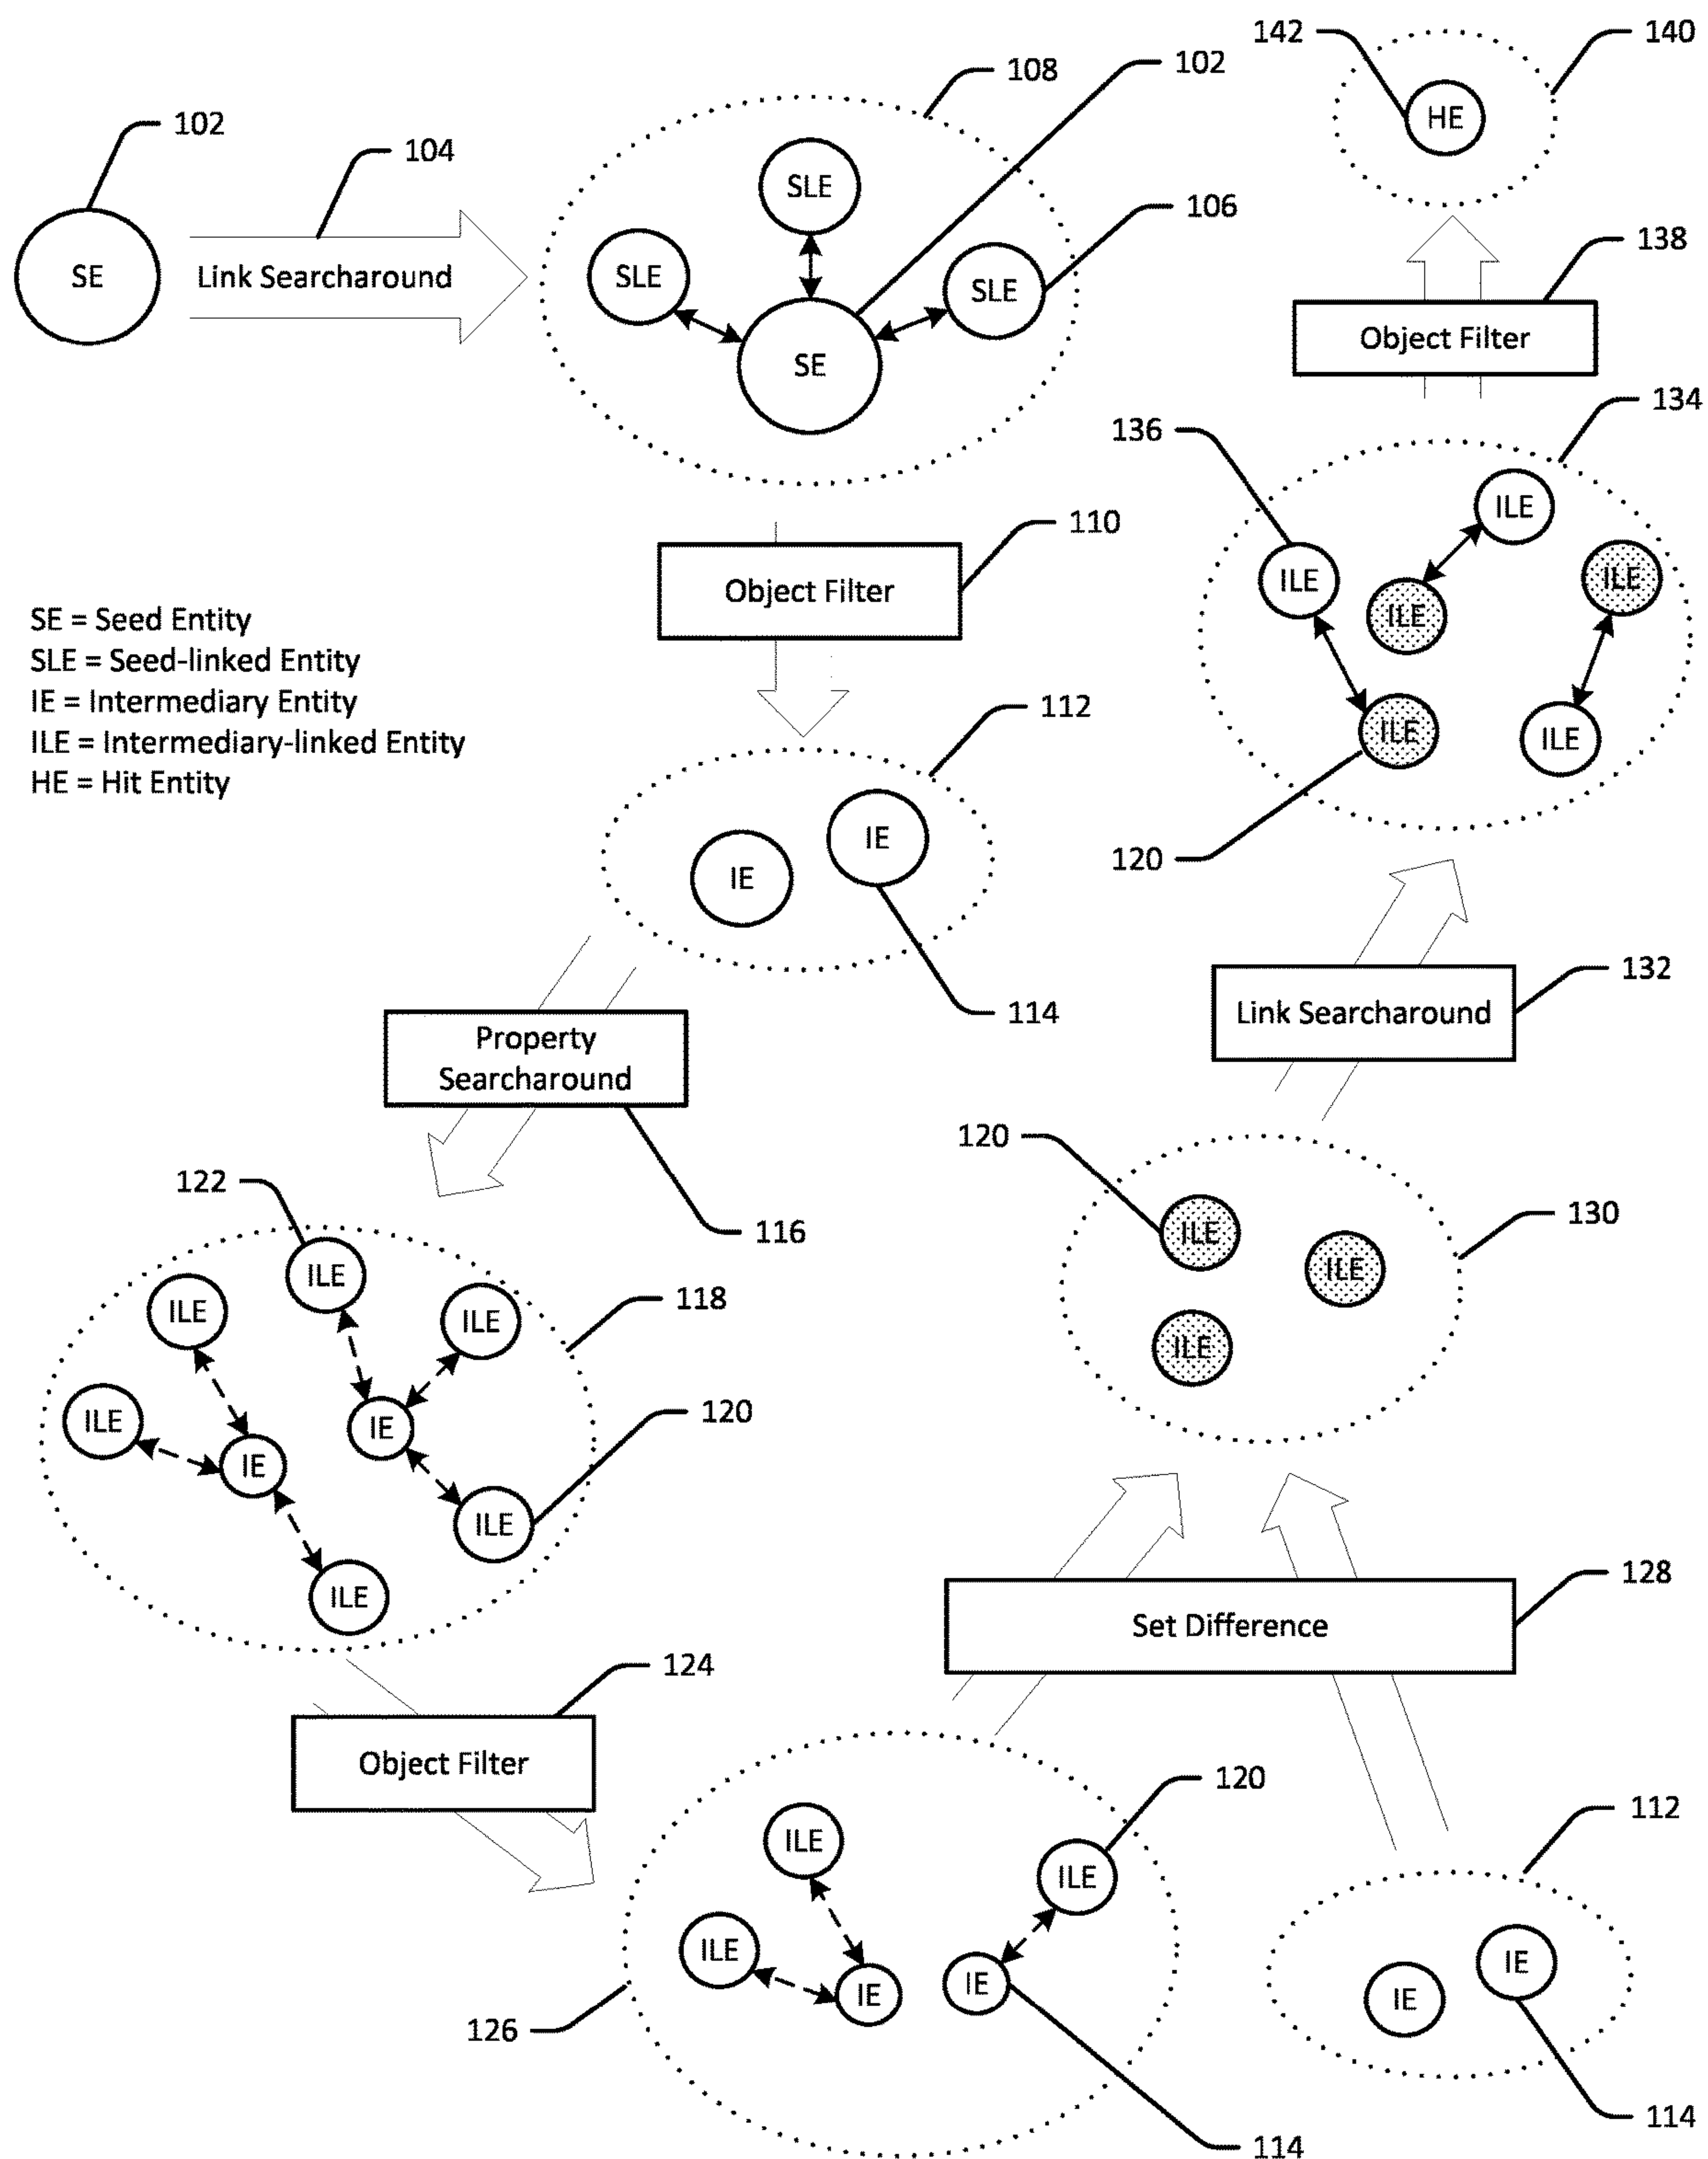 142
140
HE
102
104
108
102
SLE
106
SLE
SLE
SE
Link Searcharound
SE
138
Object Filter
134
136
ILE
ILE
ILE
ILE
ILE
ILE
120
110
Object Filter
SE = Seed Entity
SLE = Seed-linked Entity
IE = Intermediary Entity
ILE = Intermediary-linked Entity
HE = Hit Entity
112
IE
IE
114
132
Link Searcharound
Property
Searcharound
116
120
ILE
ILE
ILE
130
122
ILE
ILE
ILE
118
ILE
IE
IE
120
ILE
ILE
128
Set Difference
124
Object Filter
120
ILE
ILE
ILE
IE
IE
126
114
112
IE
IE
114